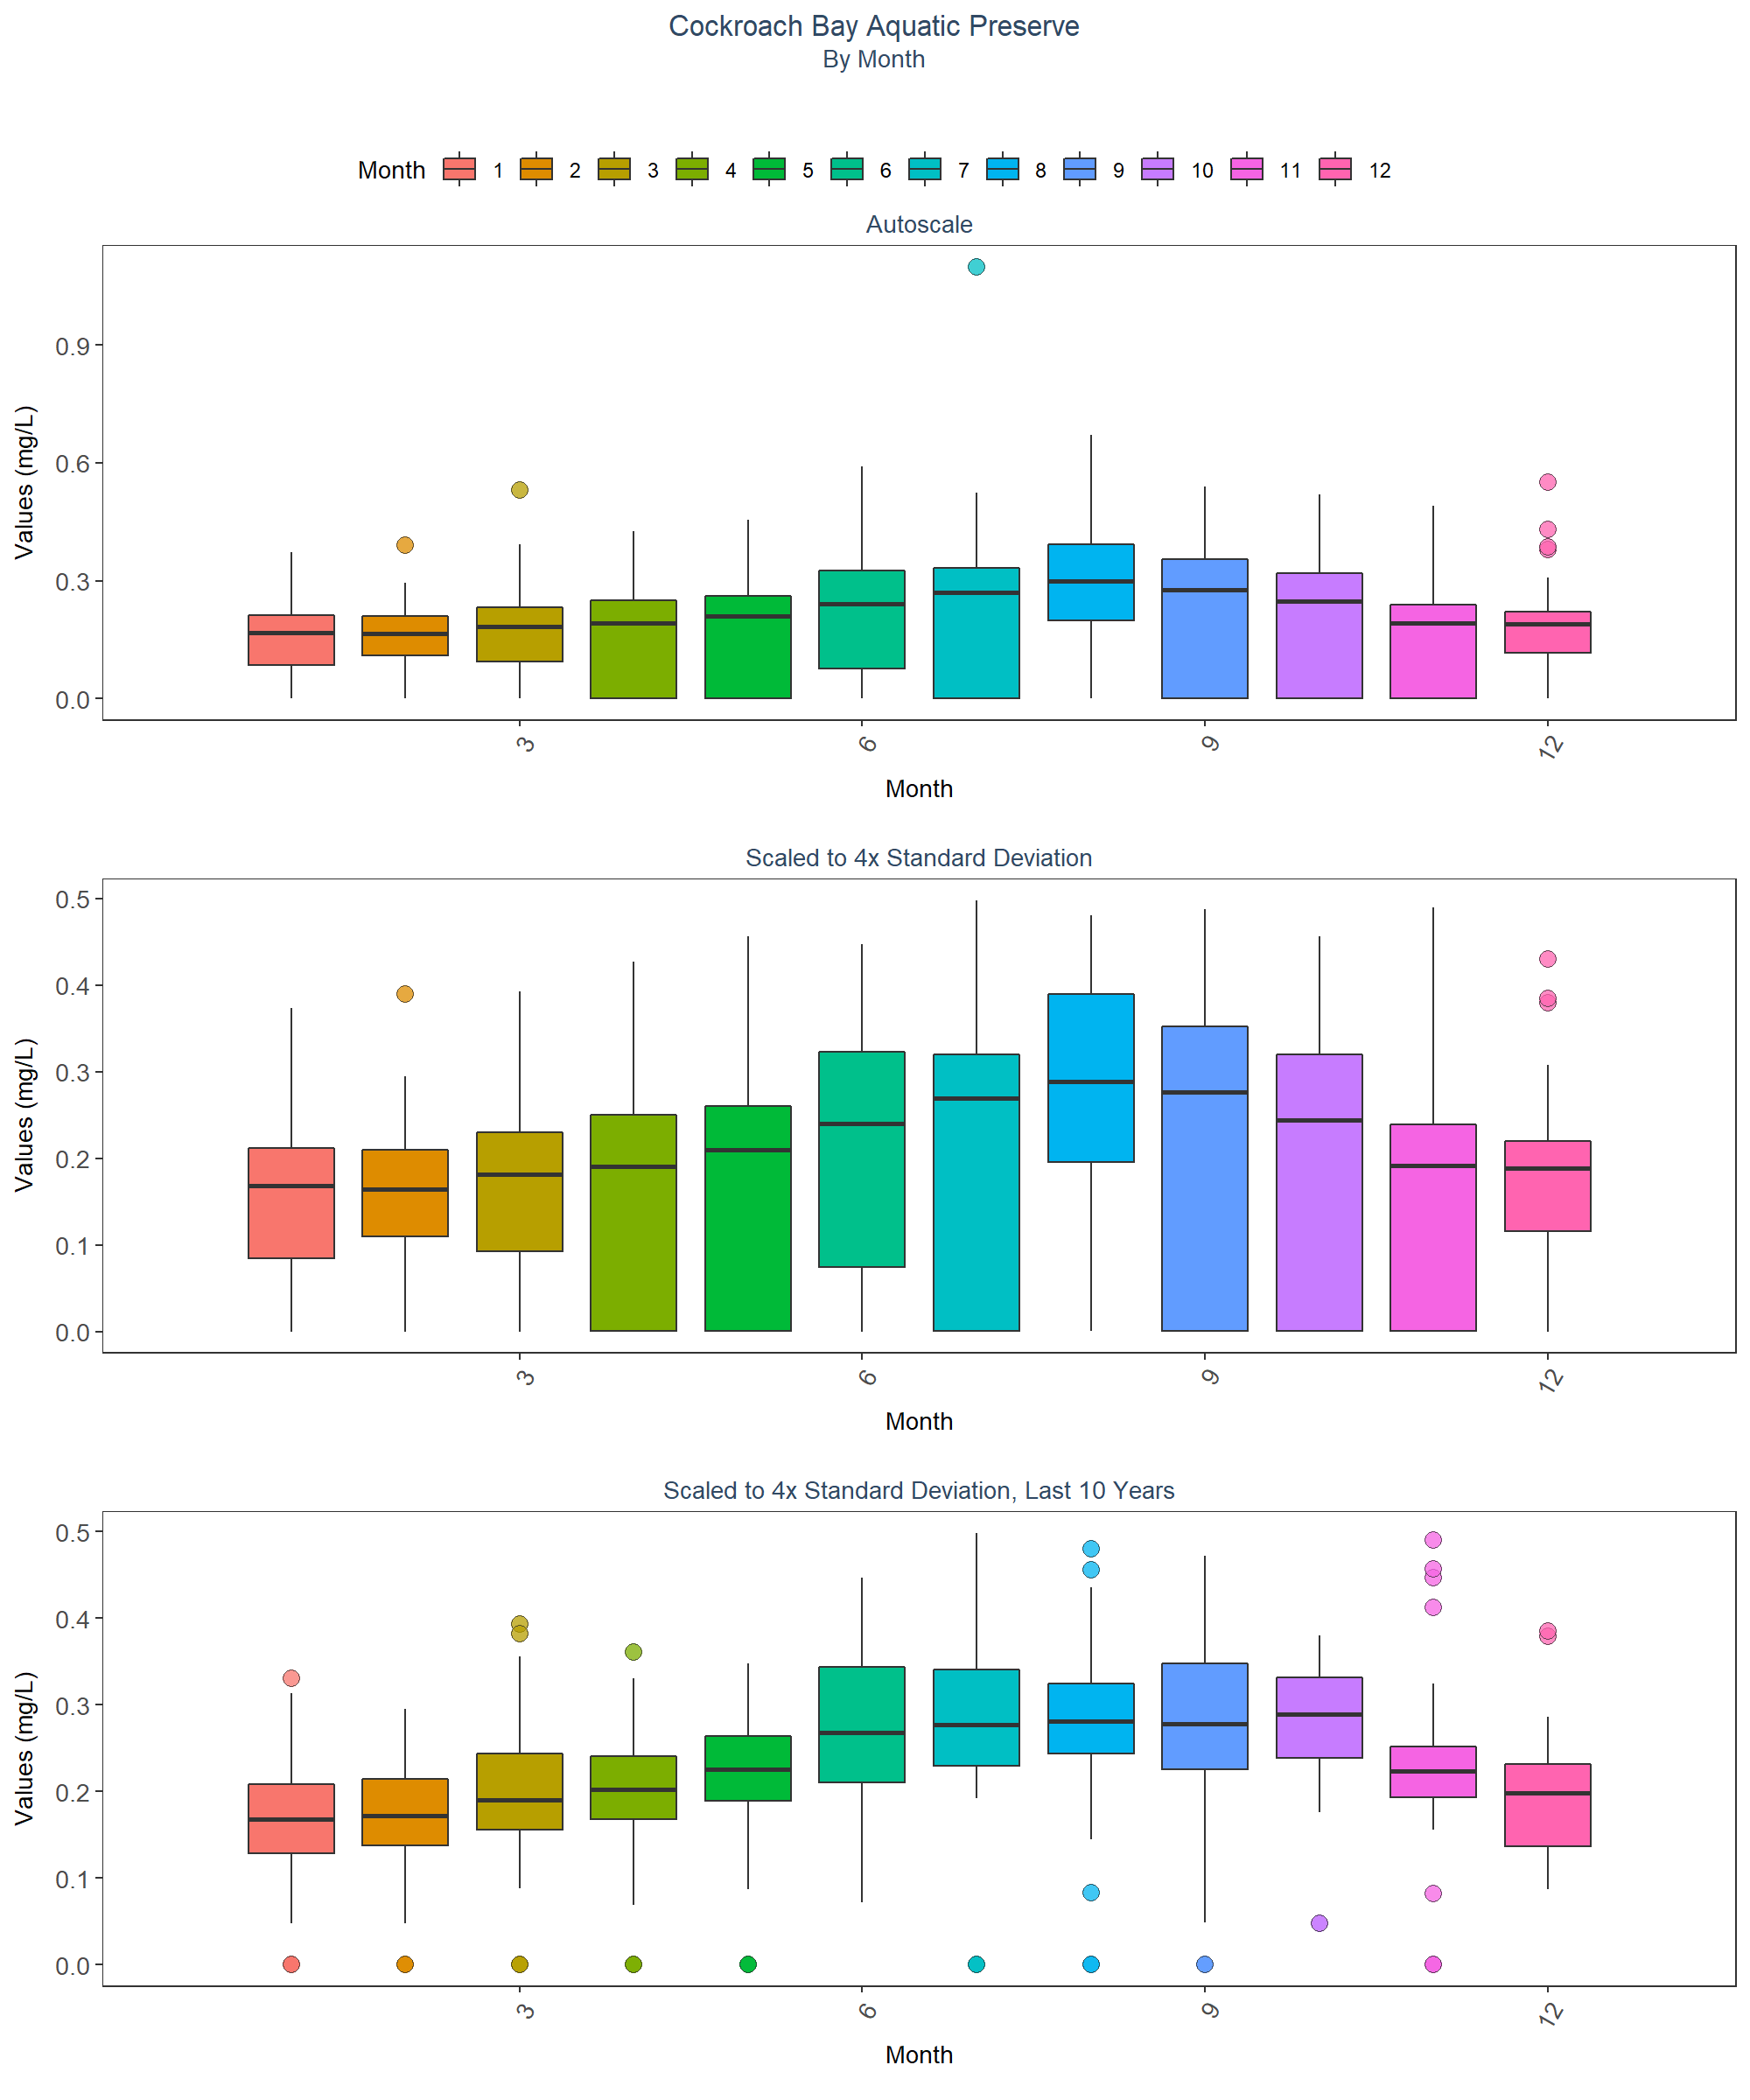 Cockroach Bay Aquatic Preserve
By Month
Month 1 2 3 4 5 6 7 8 9 10 11 12
Autoscale
Values (mg/L)
0.9
0.6
0.3
0.0
3 6 9 12
Month
Scaled to 4x Standard Deviation
Values (mg/L)
0.5
0.4
0.3
0.2
0.1
0.0
3 6 9 12
Month
Scaled to 4x Standard Deviation, Last 10 Years
Values (mg/L)
0.5
0.4
0.3
0.2
0.1
0.0
3 6 9 12
Month